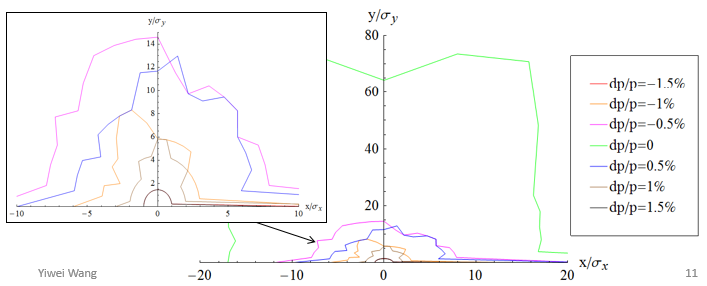 y/σy
14
12
10
8
6
4
2
−10
−5
0
5
10
x/σx
y/σy
80
60
40
20
−20
−10
0
10
20
x/σx
dp/p=−1.5%
dp/p=−1%
dp/p=−0.5%
dp/p=0
dp/p=0.5%
dp/p=1%
dp/p=1.5%
Yiwei Wang
11